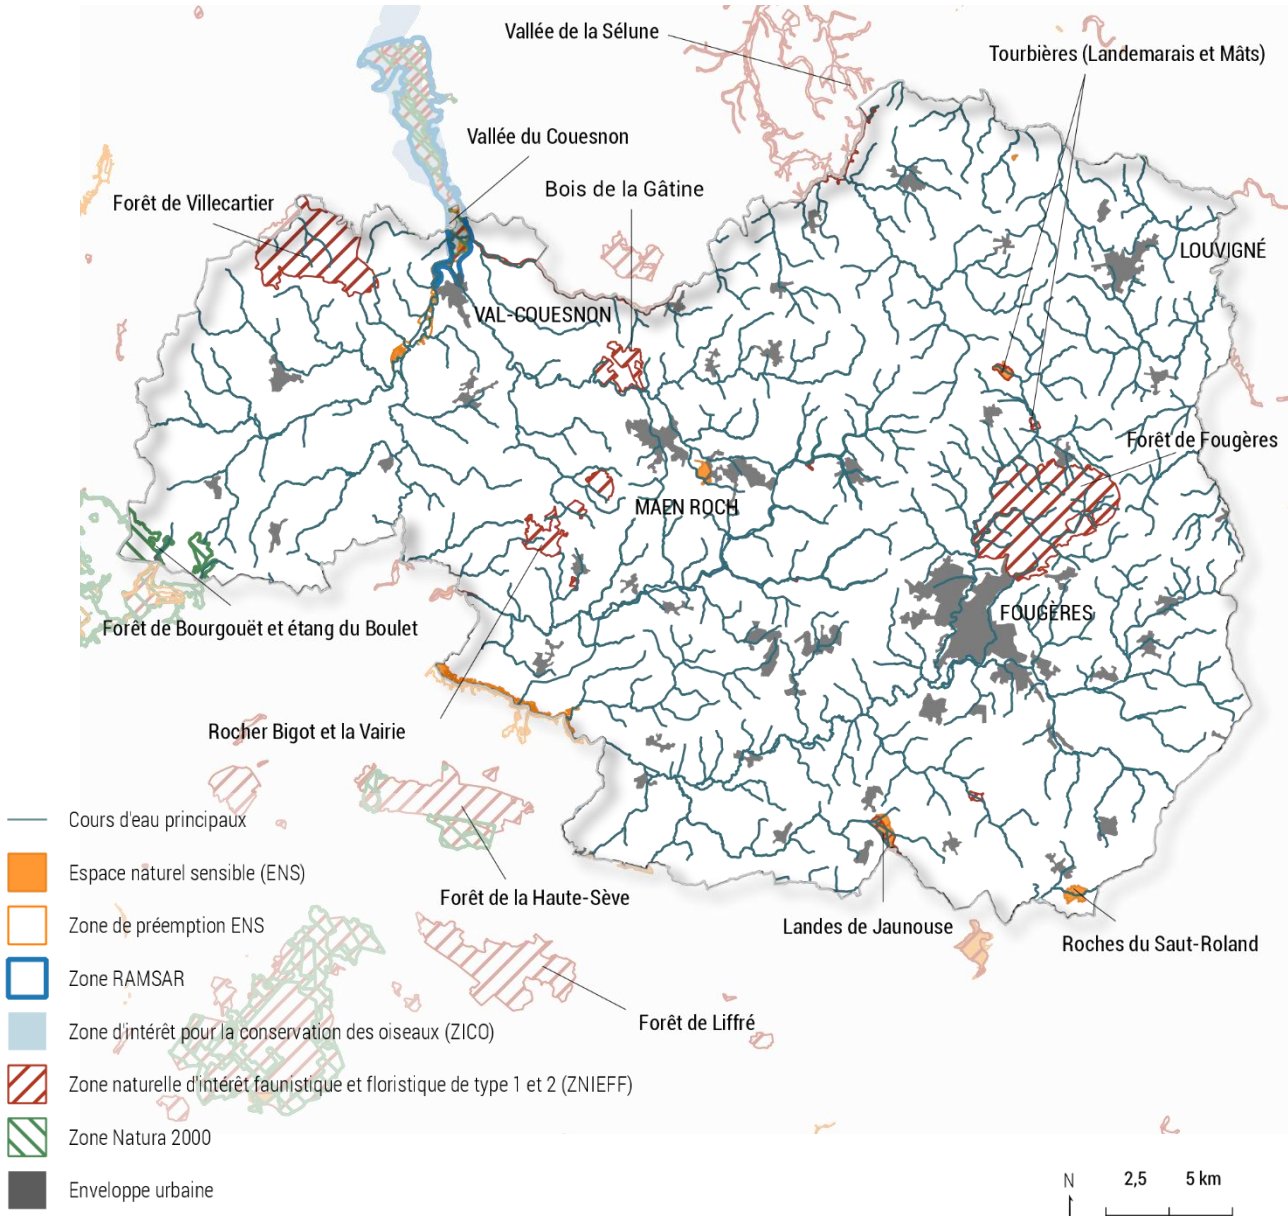 Vallée de la Sélune
Tourbières (Landemarais et Mâts)
Vallée du Couesnon
Bois de la Gâtine
Forêt de Villecartier
LOUVIGNÉ
VAL-COUESNON
Forêt de Fougères
MAEN ROCH
FOUGÈRES
Forêt de Bourgouët et étang du Boulet
Rocher Bigot et la Vairie
Cours d'eau principaux
Espace naturel sensible (ENS)
Forêt de la Haute-Sève
Zone de préemption ENS
Landes de Jaunouse
Roches du Saut-Roland
Zone RAMSAR
Forêt de Liffré
Zone d'intérêt pour la conservation des oiseaux (ZICO)
Zone naturelle d'intérêt faunistique et floristique de type 1 et 2 (ZNIEFF)
Zone Natura 2000
Enveloppe urbaine
N
2,5 5 km